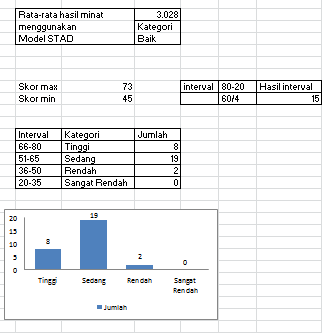 Rata-rata hasil minat 3.028
menggunakan Kategori
Model STAD Baik
Skor max 73 interval 80-20 Hasil interval
Skor min 45 60/4 15
Interval Kategori Jumlah
66-80 Tinggi 8
51-65 Sedang 19
36-50 Rendah 2
20-35 Sangat Rendah 0
20
15
10
5
0
8
19
2
0
Tinggi Sedang Rendah Sangat
Rendah
Jumlah